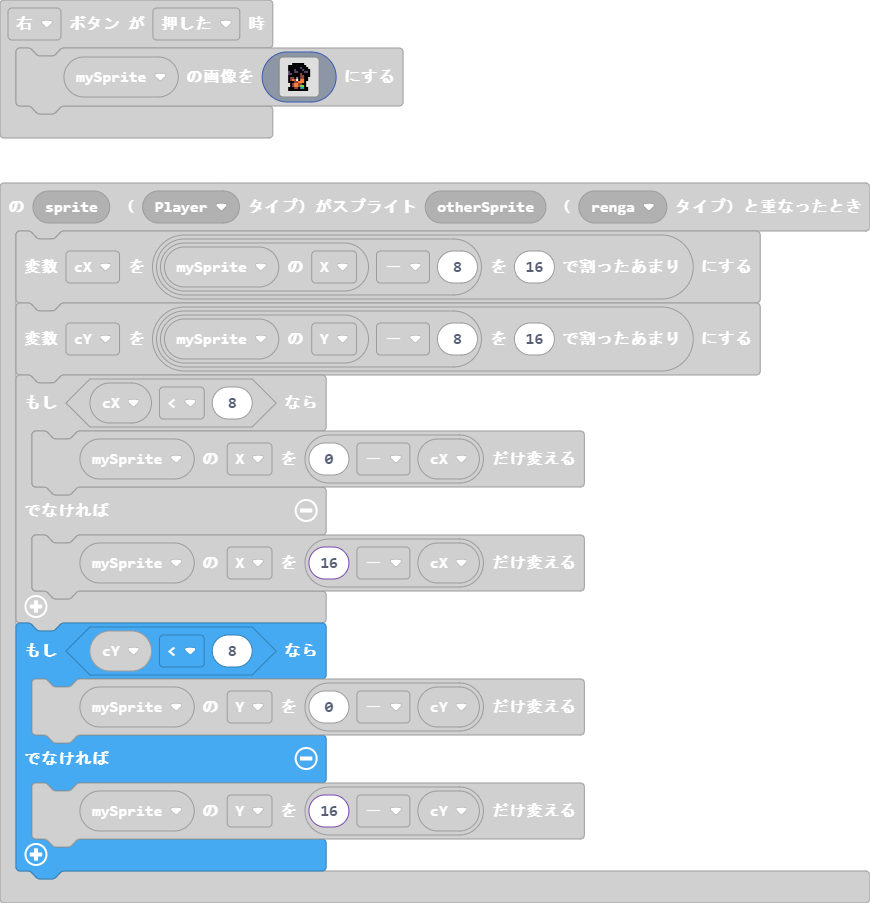 右 ボタン が 押した 時
mySprite の画像を にする
の sprite ( Player タイプ) がスプライト otherSprite ( renga タイプ) と重なったとき
変数 cX を mySprite の X - 8 を 16 で割ったあまり にする
変数 cY を mySprite の Y - 8 を 16 で割ったあまり にする
もし cX < 8 なら
mySprite の X を 0 - cX だけ変える
でなければ
mySprite の X を 16 - cX だけ変える
もし cY < 8 なら
mySprite の Y を 0 - cY だけ変える
でなければ
mySprite の Y を 16 - cY だけ変える